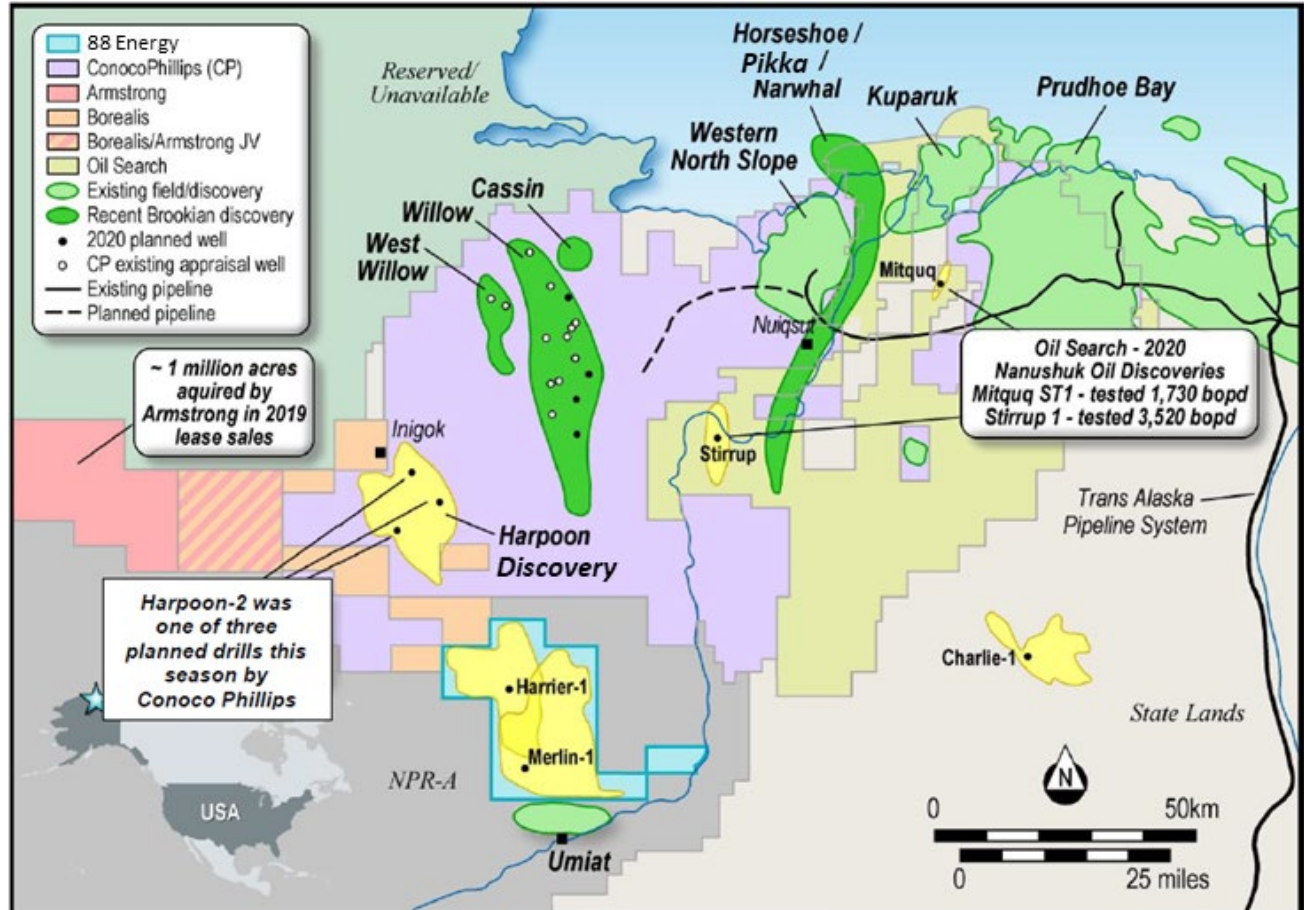 88 Energy
ConocoPhillips (CP)
Armstrong
Borealis
Borealis/Armstrong JV
Oil Search
Existing field/discovery
Recent Brookian discovery
2020 planned well
CP existing appraisal well
Existing pipeline
Planned pipeline
Reserved/
Unavailable
Horseshoe /
Pikka /
Narwhal
Kuparuk
Prudhoe Bay
Western
North Slope
Cassin
Willow
West
Willow
Mitquq
Nuiqsut
~ 1 million acres
aquired by
Armstrong in 2019
lease sales
Oil Search - 2020
Nanushuk Oil Discoveries
Mitquq ST1 - tested 1,730 bopd
Stirrup 1 - tested 3,520 bopd
Inigok
Stirrup
Trans Alaska
Pipeline System
Harpoon
Discovery
Harpoon-2 was
one of three
planned drills this
season by
Conoco Phillips
Harrier-1
Merlin-1
Charlie-1
State Lands
NPR-A
USA
Umiat
N
0 50km
0 25 miles